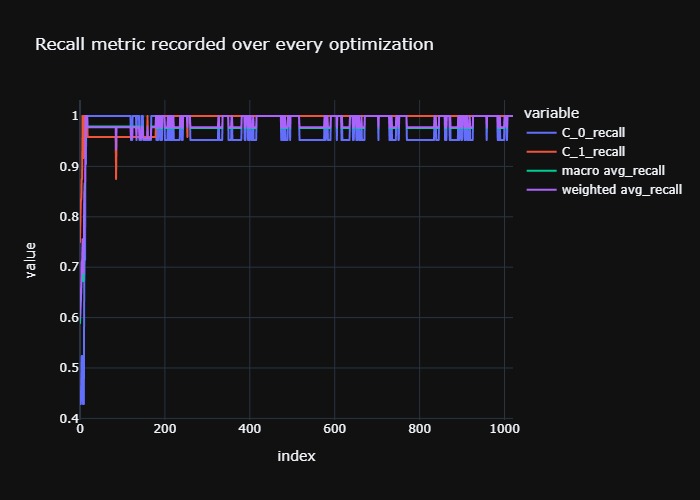 Recall metric recorded over every optimization
variable
C_0_recall
C_1_recall
macro avg_recall
weighted avg_recall
value
1
0.9
0.8
0.7
0.6
0.5
0.4
0 200 400 600 800 1000
index